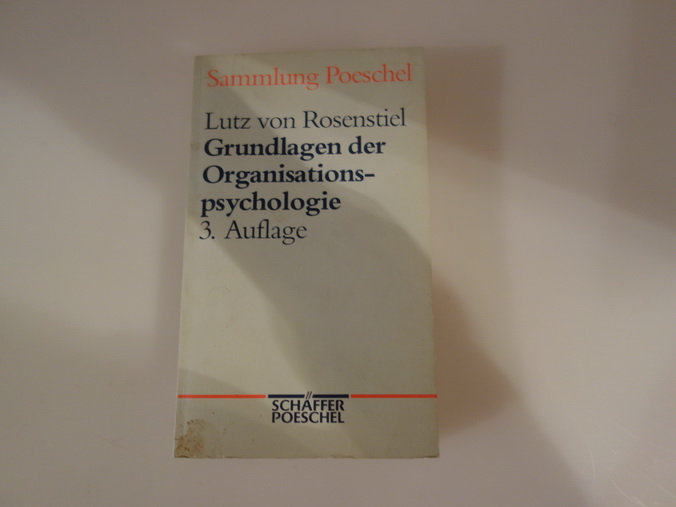 Sammlung Poeschel
Lutz von Rosenstiel
Grundlagen der
Organisations-
psychologie
3. Auflage
SCHÄFFER
POESCHEL